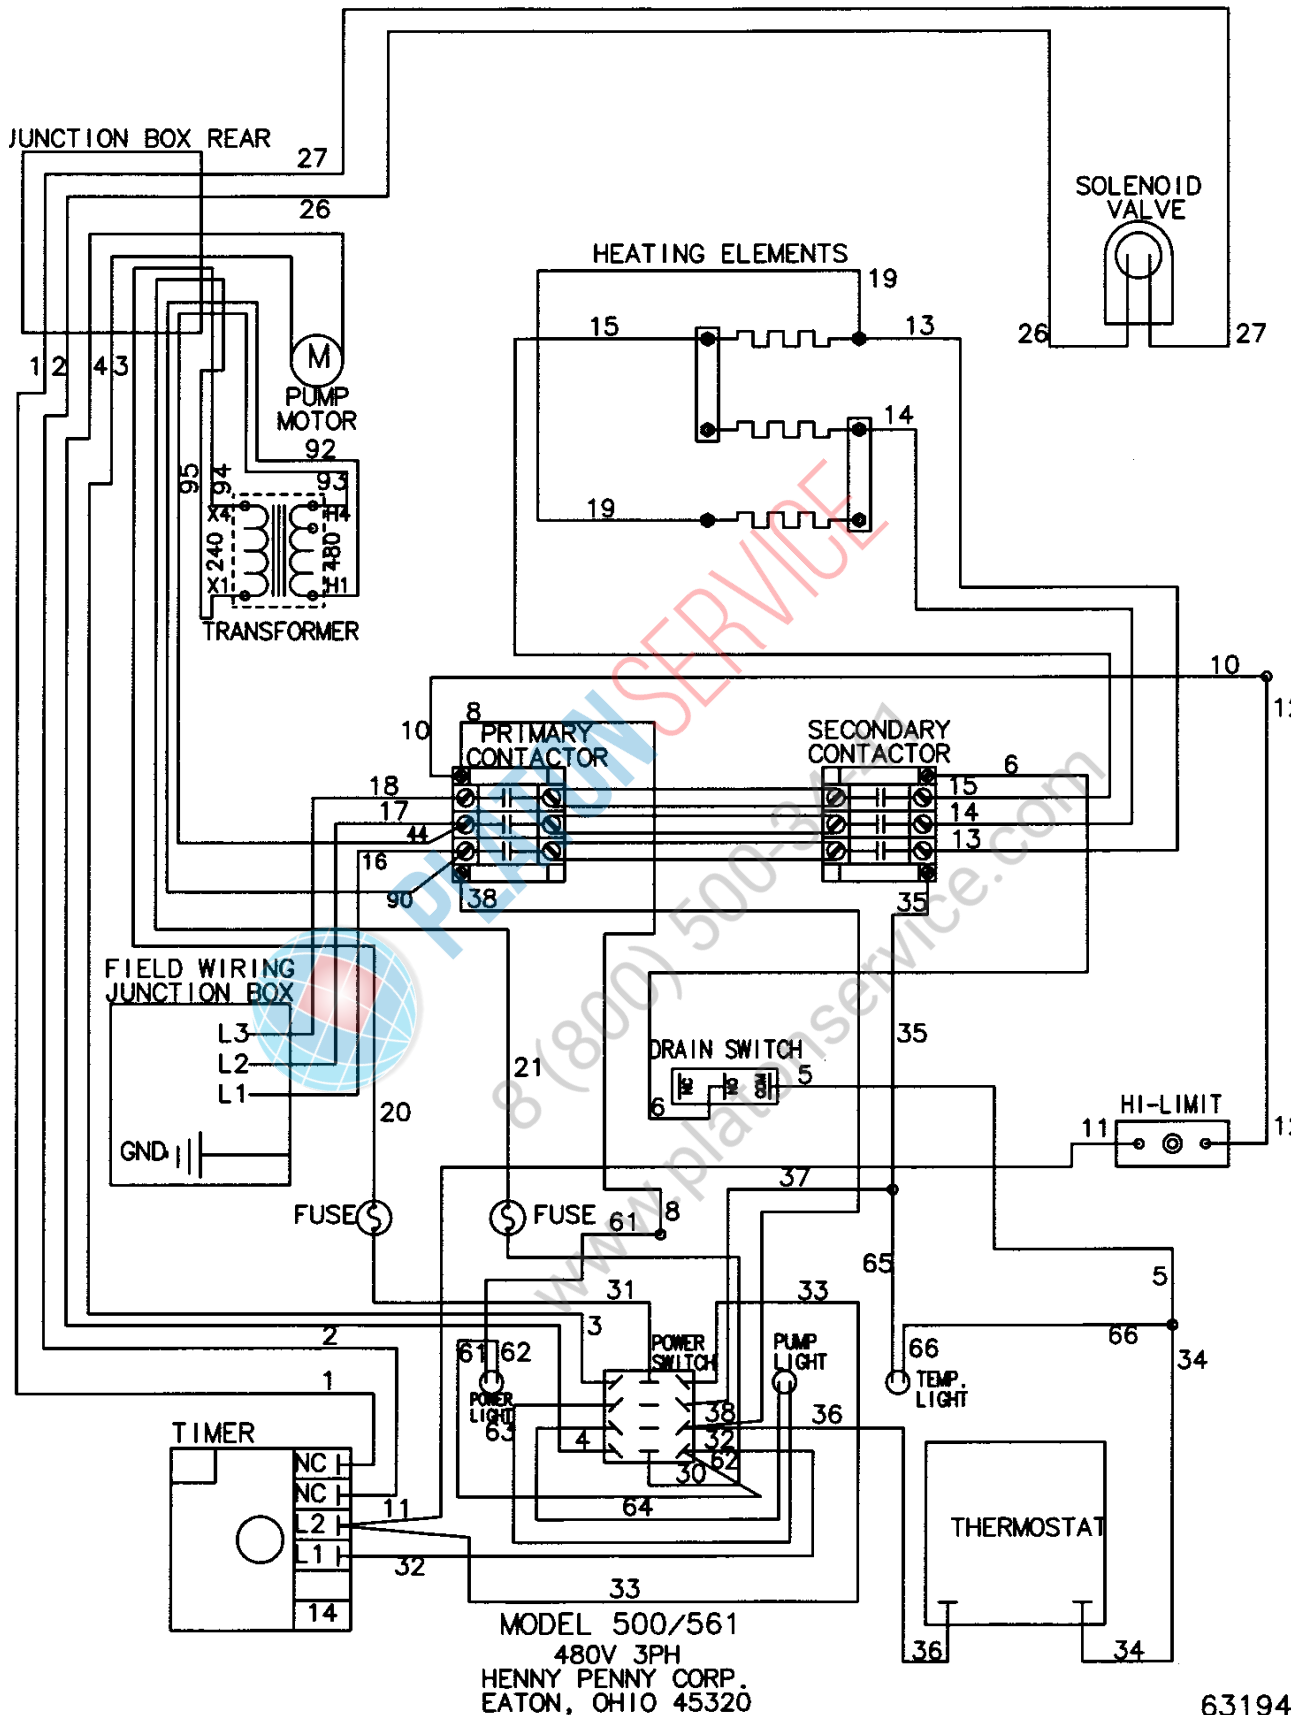 JUNCTION BOX REAR
27
26
SOLENOID
VALVE
HEATING ELEMENTS
19
15
13
26
27
1 2 4 3
M
PUMP
MOTOR
14
92
95
94
93
X4
H4
240
480
19
X1
H1
TRANSFORMER
10
8
10
PRIMARY
CONTACTOR
SECONDARY
CONTACTOR
6
18
15
17
14
44
13
16
90
38
35
FIELD WIRING
JUNCTION BOX
L3
35
L2
21
DRAIN SWITCH
NC
NO
COM
5
L1
20
6
HI-LIMIT
11
GND
37
FUSE
FUSE
61
8
65
5
31
33
3
2
66
66
61
62
POWER
SWITCH
PUMP
LIGHT
34
1
POWER
LIGHT
TEMP.
LIGHT
38
36
63
4
32
62
TIMER
30
NC
NC
64
11
L2
THERMOSTAT
L1
32
33
14
36
34
MODEL 500/561
480V 3PH
HENNY PENNY CORP.
EATON, OHIO 45320
63194
PLATONSERVICE
8 (800) 500-34-41
www.platonservice.com